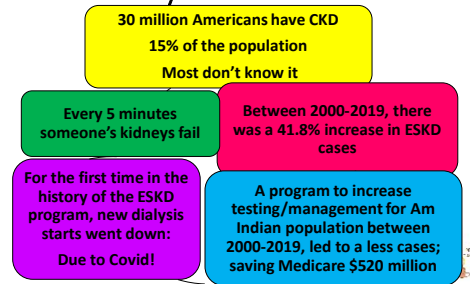 30 million Americans have CKD
15% of the population
Most don't know it
Every 5 minutes
someone's kidneys fail
Between 2000-2019, there
was a 41.8% increase in ESKD
cases
For the first time in the
history of the ESKD
program, new dialysis
starts went down:
Due to Covid!
A program to increase
testing/management for Am
Indian population between
2000-2019, led to a less cases;
saving Medicare $520 million